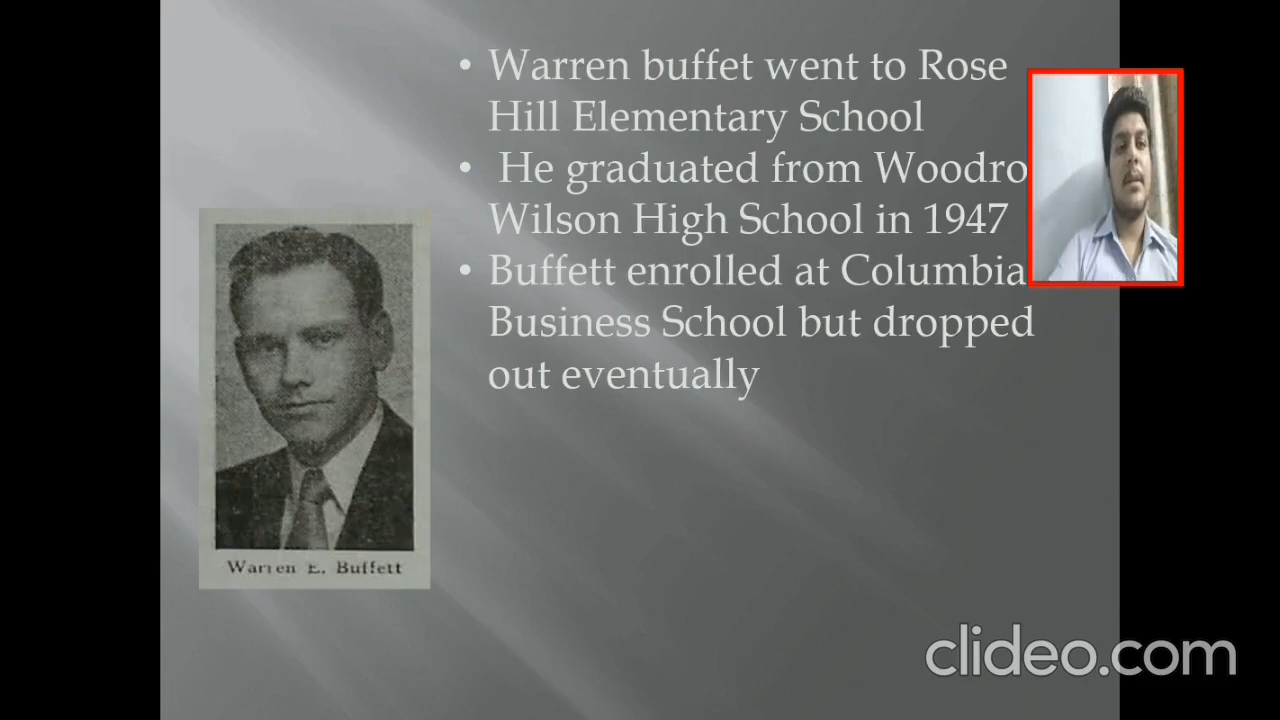 • Warren buffet went to Rose
Hill Elementary School
• He graduated from Woodro
Wilson High School in 1947
• Buffett enrolled at Columbia
Business School but dropped
out eventually
Warren E. Buffett
clideo.com